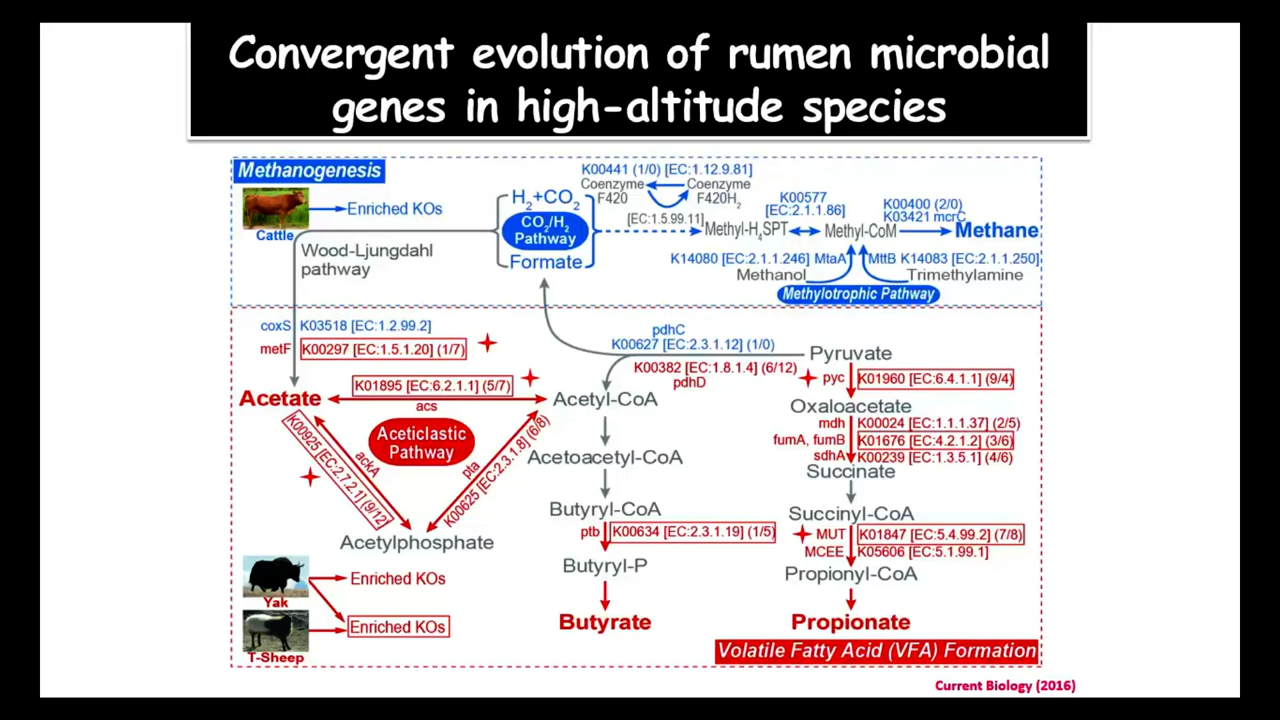 Convergent evolution of rumen microbial
genes in high-altitude species
Methanogenesis
Cattle
Enriched KOs
Wood-Ljungdahl
pathway
H2+CO2
CO2/H2
Pathway
Formate
K00441 (1/0) [EC:1.12.9.81]
Coenzyme
F420
Coenzyme
F420H2
[EC:1.5.99.11]
Methyl-H4SPT
K00577
[EC:2.1.1.86]
Methyl-CoM
K00400 (2/0)
K03421 mcrC
Methane
K14080 [EC:2.1.1.246] MtaA
Methanol
MttB K14083 [EC:2.1.1.250]
Trimethylamine
Methylotrophic Pathway
coxS K03518 [EC:1.2.99.2]
metF K00297 [EC:1.5.1.20] (1/7)
Acetate
K01895 [EC:6.2.1.1] (5/7)
acs
Aceticlastic
Pathway
K00925 [EC:2.7.2.1] (9/12)
ackA
pta
K00625 [EC:2.3.1.8] (6/8)
Acetylphosphate
pdhC
K00627 [EC:2.3.1.12] (1/0)
K00382 [EC:1.8.1.4] (6/12)
pdhD
Acetyl-CoA
Acetoacetyl-CoA
Butyryl-CoA
ptb K00634 [EC:2.3.1.19] (1/5)
Butyryl-P
Butyrate
Pyruvate
pyc K01960 [EC:6.4.1.1] (9/4)
Oxaloacetate
mdh K00024 [EC:1.1.1.37] (2/5)
fumA, fumB K01676 [EC:4.2.1.2] (3/6)
sdhA K00239 [EC:1.3.5.1] (4/6)
Succinate
Succinyl-CoA
MUT K01847 [EC:5.4.99.2] (7/8)
MCEE K05606 [EC:5.1.99.1]
Propionyl-CoA
Propionate
Yak
Enriched KOs
T-Sheep
Enriched KOs
Volatile Fatty Acid (VFA) Formation
Current Biology (2016)